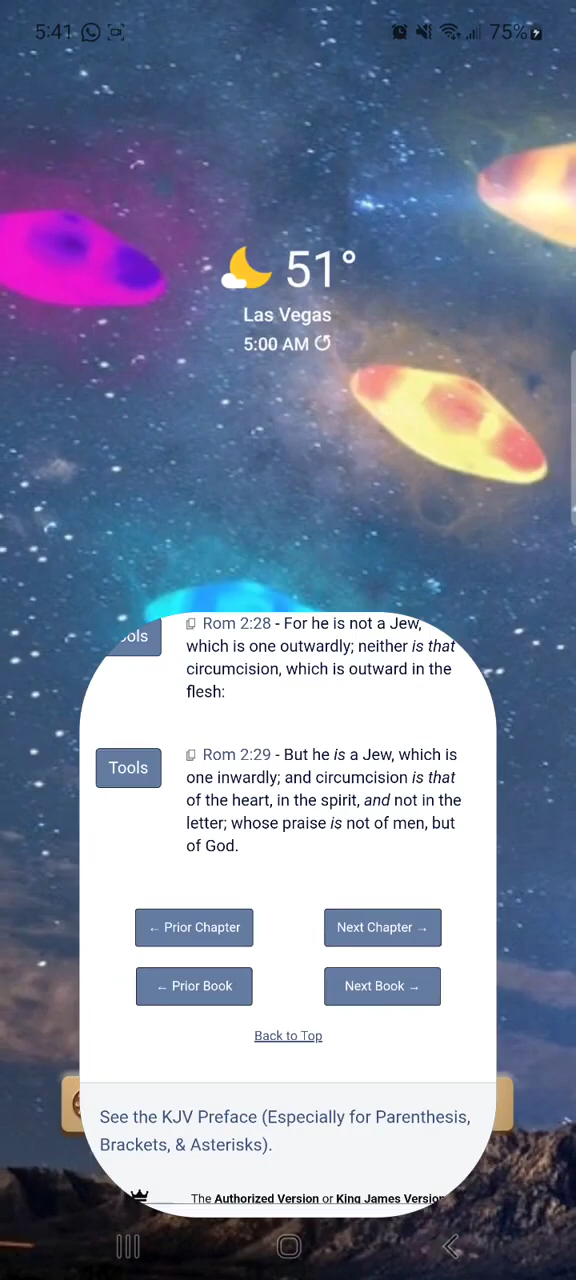 5:41
75%
51°
Las Vegas
5:00 AM
ols
Rom 2:28 - For he is not a Jew,
which is one outwardly; neither is that
circumcision, which is outward in the
flesh:
Tools
Rom 2:29 - But he is a Jew, which is
one inwardly; and circumcision is that
of the heart, in the spirit, and not in the
letter; whose praise is not of men, but
of God.
← Prior Chapter
Next Chapter →
← Prior Book
Next Book →
Back to Top
See the KJV Preface (Especially for Parenthesis,
Brackets, & Asterisks).
The Authorized Version or King James Version